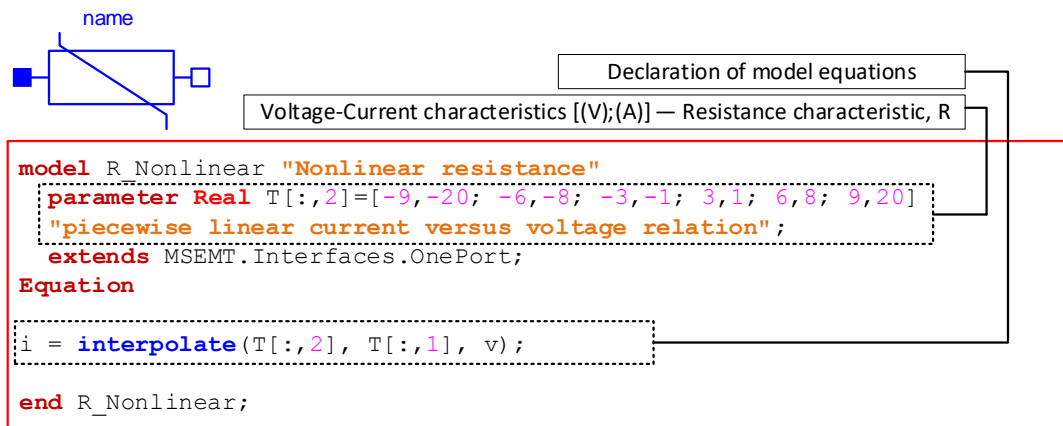 name
Declaration of model equations
Voltage-Current characteristics [(V);(A)] — Resistance characteristic, R
model R_Nonlinear "Nonlinear resistance"
parameter Real T[:,2]=[-9,-20; -6,-8; -3,-1; 3,1; 6,8; 9,20]
"piecewise linear current versus voltage relation";
extends MSEMT.Interfaces.OnePort;
Equation
i = interpolate(T[:,2], T[:,1], v);
end R_Nonlinear;